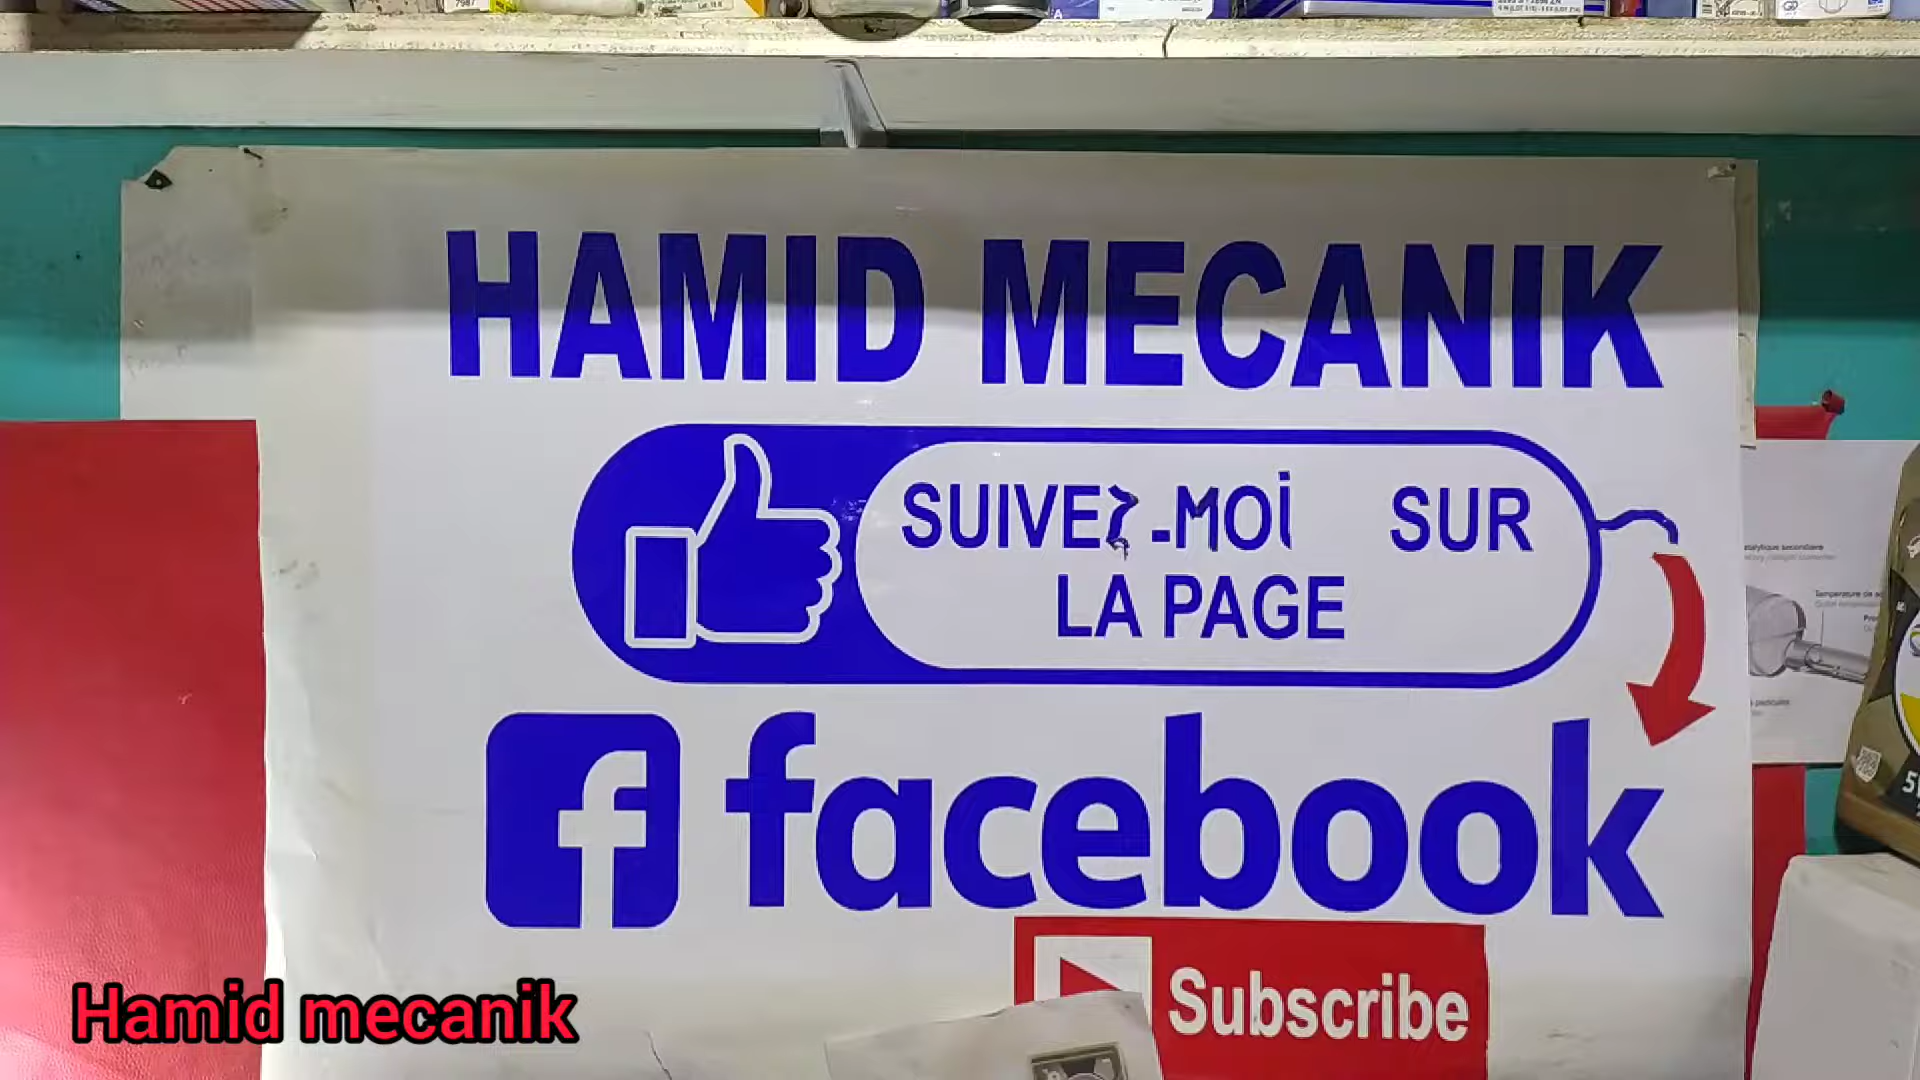 HAMID MECANIK
SUIVEZ-MOi SUR
LA PAGE
facebook
Subscribe
Hamid mecanik